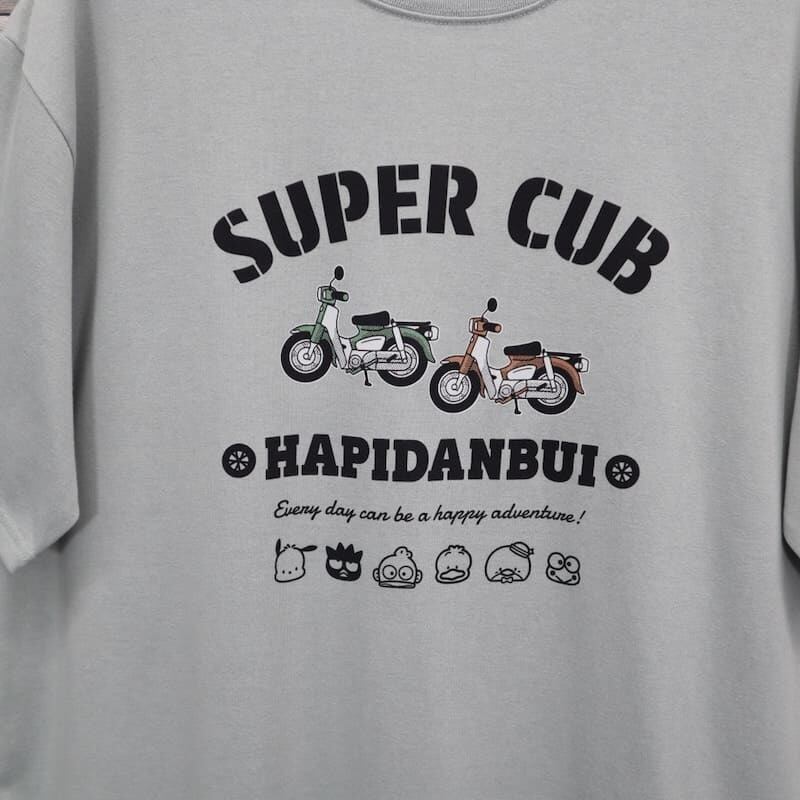 SUPER CUB
HAPIDANBUI
Every day can be a happy adventure!